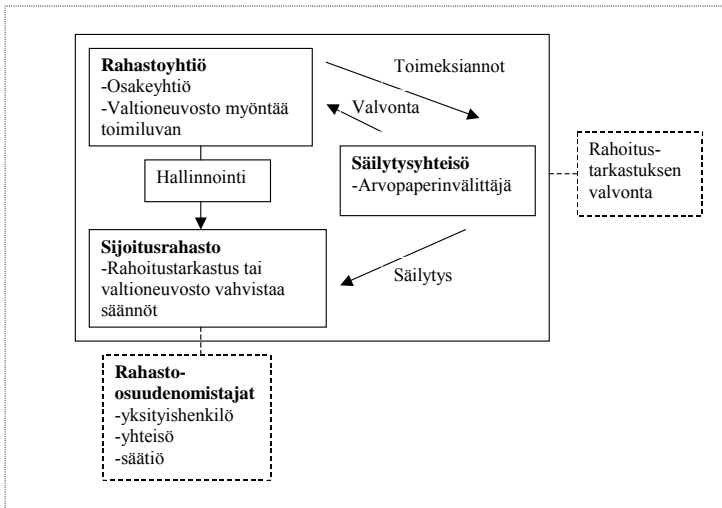 Rahastoyhtiö
-Osakeyhtiö
-Valtioneuvosto myöntää
toimiluvan
Toimeksiannot
Valvonta
Hallinnointi
Säilytysyhteisö
-Arvopaperinvälittäjä
Rahoitus-
tarkastuksen
valvonta
Sijoitusrahasto
-Rahoitustarkastus tai
valtioneuvosto vahvistaa
säännöt
Säilytys
Rahasto-
osuudenomistajat
-yksityishenkilö
-yhteisö
-säätiö